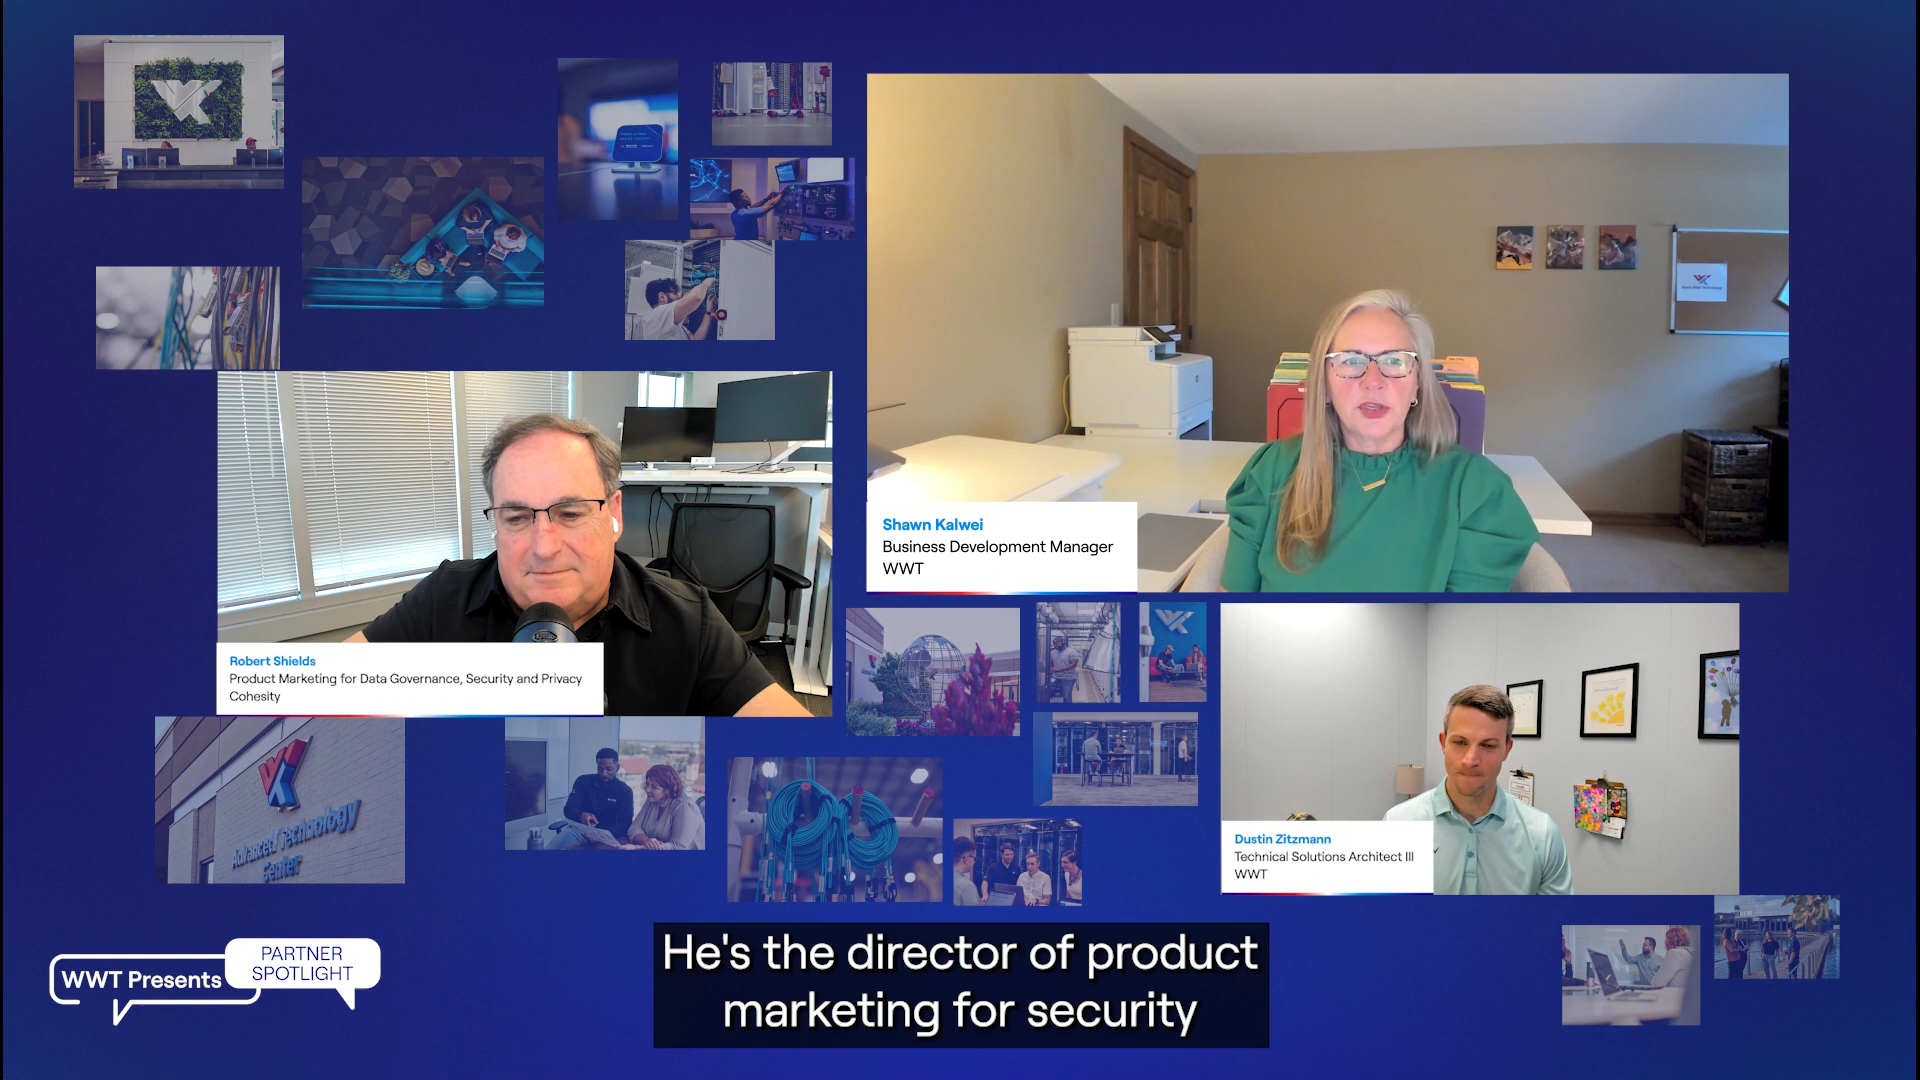 Shawn Kalwei
Business Development Manager
WWT
Robert Shields
Product Marketing for Data Governance, Security and Privacy
Cohesity
Advanced Technology
Center
Dustin Zitzmann
Technical Solutions Architect III
WWT
WWT Presents
PARTNER
SPOTLIGHT
He's the director of product
marketing for security